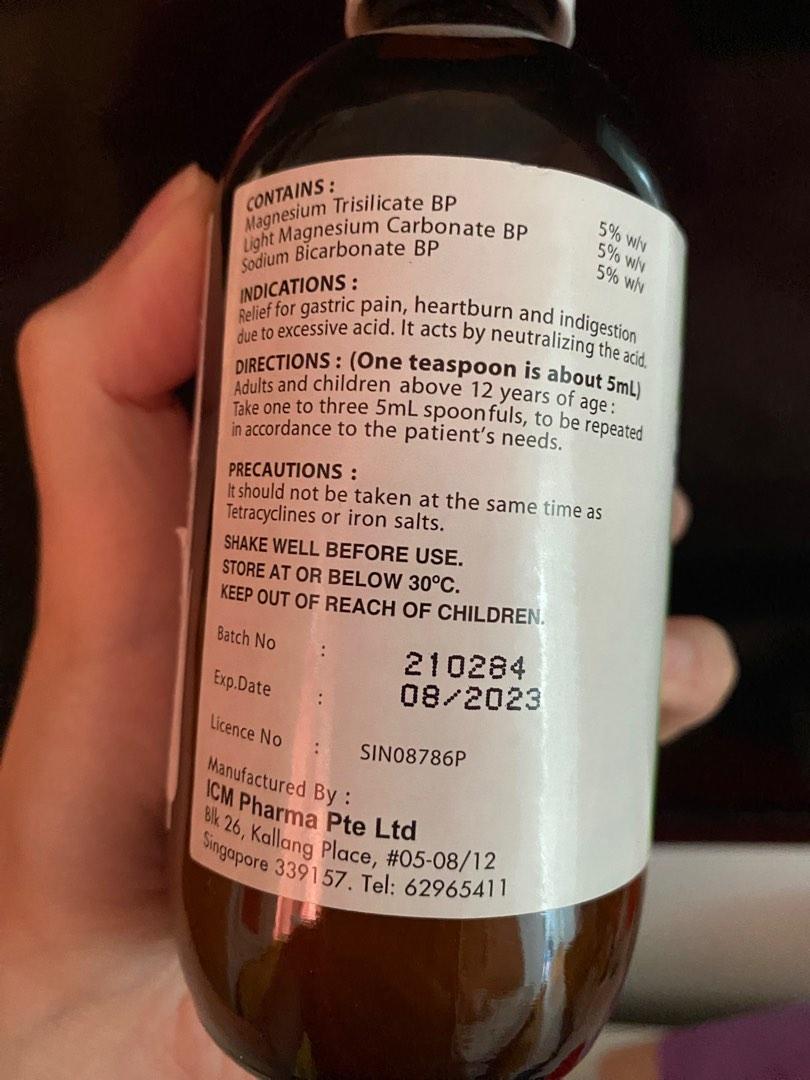 CONTAINS :
Magnesium Trisilicate BP 5% w/v
Light Magnesium Carbonate BP 5% w/v
Sodium Bicarbonate BP 5% w/v
INDICATIONS :
Relief for gastric pain, heartburn and indigestion
due to excessive acid. It acts by neutralizing the acid.
DIRECTIONS : (One teaspoon is about 5mL)
Adults and children above 12 years of age :
Take one to three 5mL spoonfuls, to be repeated
in accordance to the patient's needs.
PRECAUTIONS :
It should not be taken at the same time as
Tetracyclines or iron salts.
SHAKE WELL BEFORE USE.
STORE AT OR BELOW 30ºC.
KEEP OUT OF REACH OF CHILDREN.
Batch No : 210284
Exp.Date : 08/2023
Licence No : SIN08786P
Manufactured By :
ICM Pharma Pte Ltd
Blk 26, Kallang Place, #05-08/12
Singapore 339157. Tel: 62965411